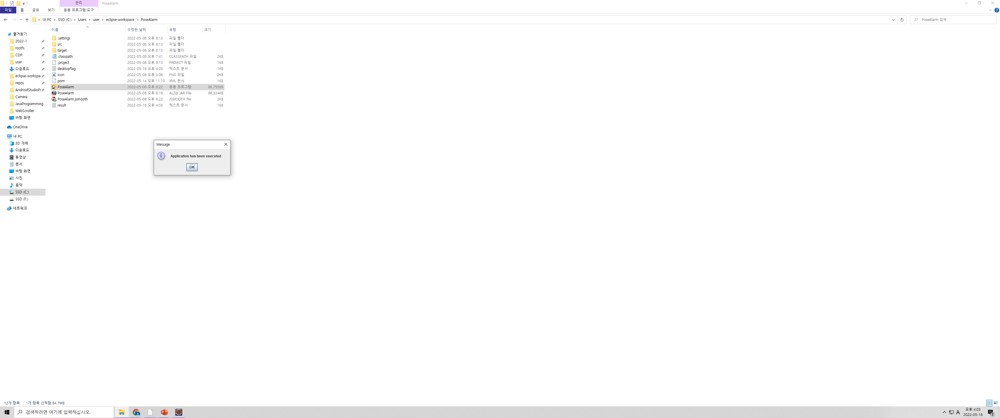 관리 PoseAlarm
파일 홈 공유 보기 응용 프로그램 도구
내 PC › SSD (C:) › Users › user › eclipse-workspace › PoseAlarm
PoseAlarm 검색
이름 수정한 날짜 유형 크기
즐겨찾기
2022-1
rootfs
CDP
user
다운로드
eclipse-workspa
repos
AndroidStudioPr
Camera
JavaProgramming
WebScroller
바탕 화면
OneDrive
내 PC
3D 개체
다운로드
동영상
문서
바탕 화면
사진
음악
SSD (C:)
SSD (F:)
네트워크
.settings 2022-05-08 오후 8:13 파일 폴더
src 2022-05-08 오후 8:13 파일 폴더
target 2022-05-08 오후 8:13 파일 폴더
.classpath 2022-05-08 오후 7:41 CLASSPATH 파일 2KB
.project 2022-05-08 오후 8:13 PROJECT 파일 1KB
desktopflag 2022-05-18 오후 4:03 텍스트 문서 1KB
icon 2022-05-08 오후 3:06 PNG 파일 2KB
pom 2022-05-14 오후 11:10 XML 문서 1KB
PoseAlarm 2022-05-08 오후 8:22 응용 프로그램 86,755KB
PoseAlarm 2022-05-08 오후 8:19 ALZip JAR File 86,324KB
PoseAlarm.jsmooth 2022-05-08 오후 8:22 JSMOOTH file 2KB
result 2022-05-18 오후 4:03 텍스트 문서 1KB
Message
Application has been executed
OK
12개 항목 1개 항목 선택함 84.7MB
검색하려면 여기에 입력하십시오.
A
오후 4:03
2022-05-18
2